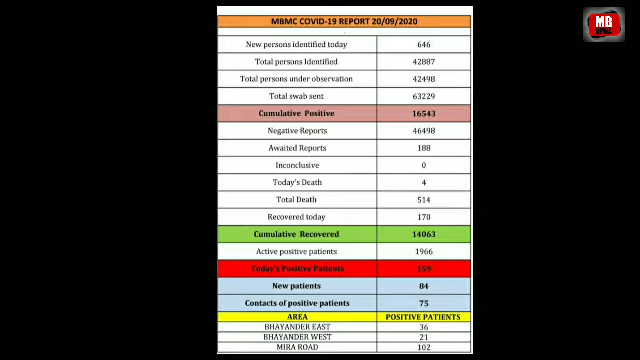 MBMC COVID-19 REPORT 20/09/2020
New persons identified today 646
Total persons Identified 42887
Total persons under observation 42498
Total swab sent 63229
Cumulative Positive 16543
Negative Reports 46498
Awaited Reports 188
Inconclusive 0
Today's Death 4
Total Death 514
Recovered today 170
Cumulative Recovered 14063
Active positive patients 1966
Today's Positive Patients 159
New patients 84
Contacts of positive patients 75
AREA POSITIVE PATIENTS
BHAYANDER EAST 36
BHAYANDER WEST 21
MIRA ROAD 102
MB
NEWS